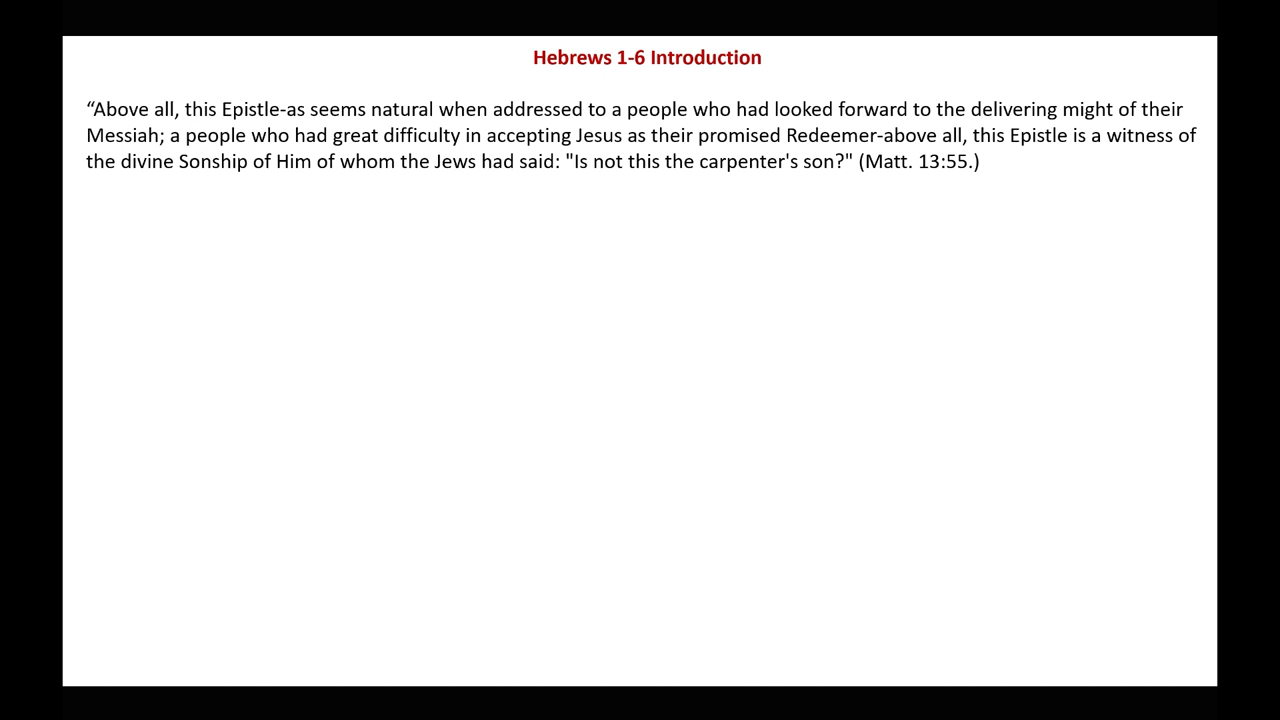 Hebrews 1-6 Introduction
“Above all, this Epistle-as seems natural when addressed to a people who had looked forward to the delivering might of their
Messiah; a people who had great difficulty in accepting Jesus as their promised Redeemer-above all, this Epistle is a witness of
the divine Sonship of Him of whom the Jews had said: "Is not this the carpenter's son?" (Matt. 13:55.)